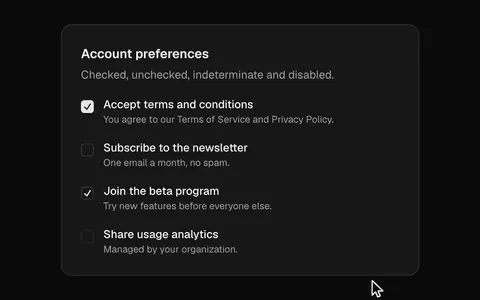 Account preferences
Checked, unchecked, indeterminate and disabled.
Accept terms and conditions
You agree to our Terms of Service and Privacy Policy.
Subscribe to the newsletter
One email a month, no spam.
Join the beta program
Try new features before everyone else.
Share usage analytics
Managed by your organization.